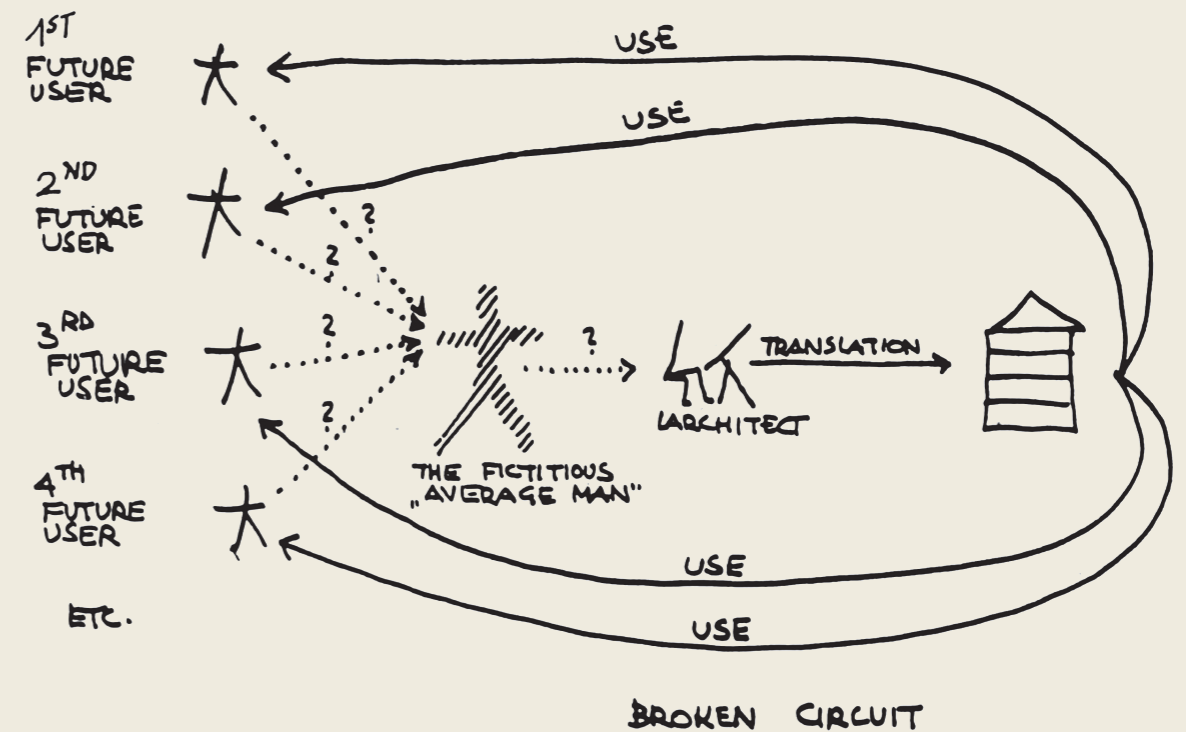 1ST
FUTURE
USER
USE
2ND
FUTURE
USER
USE
?
?
3RD
FUTURE
USER
?
?
TRANSLATION
ARCHITECT
?
4TH
FUTURE
USER
THE FICTITIOUS
„AVERAGE MAN"
USE
ETC.
USE
BROKEN CIRCUIT